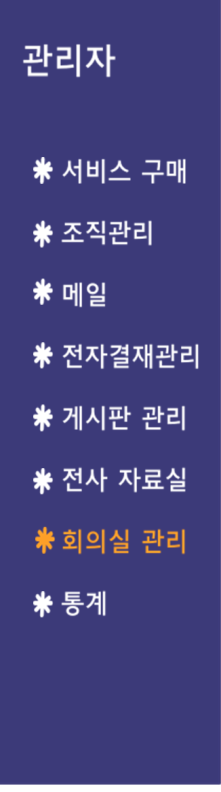 관리자
✱ 서비스 구매
✱ 조직관리
✱ 메일
✱ 전자결재관리
✱ 게시판 관리
✱ 전사 자료실
✱ 회의실 관리
✱ 통계